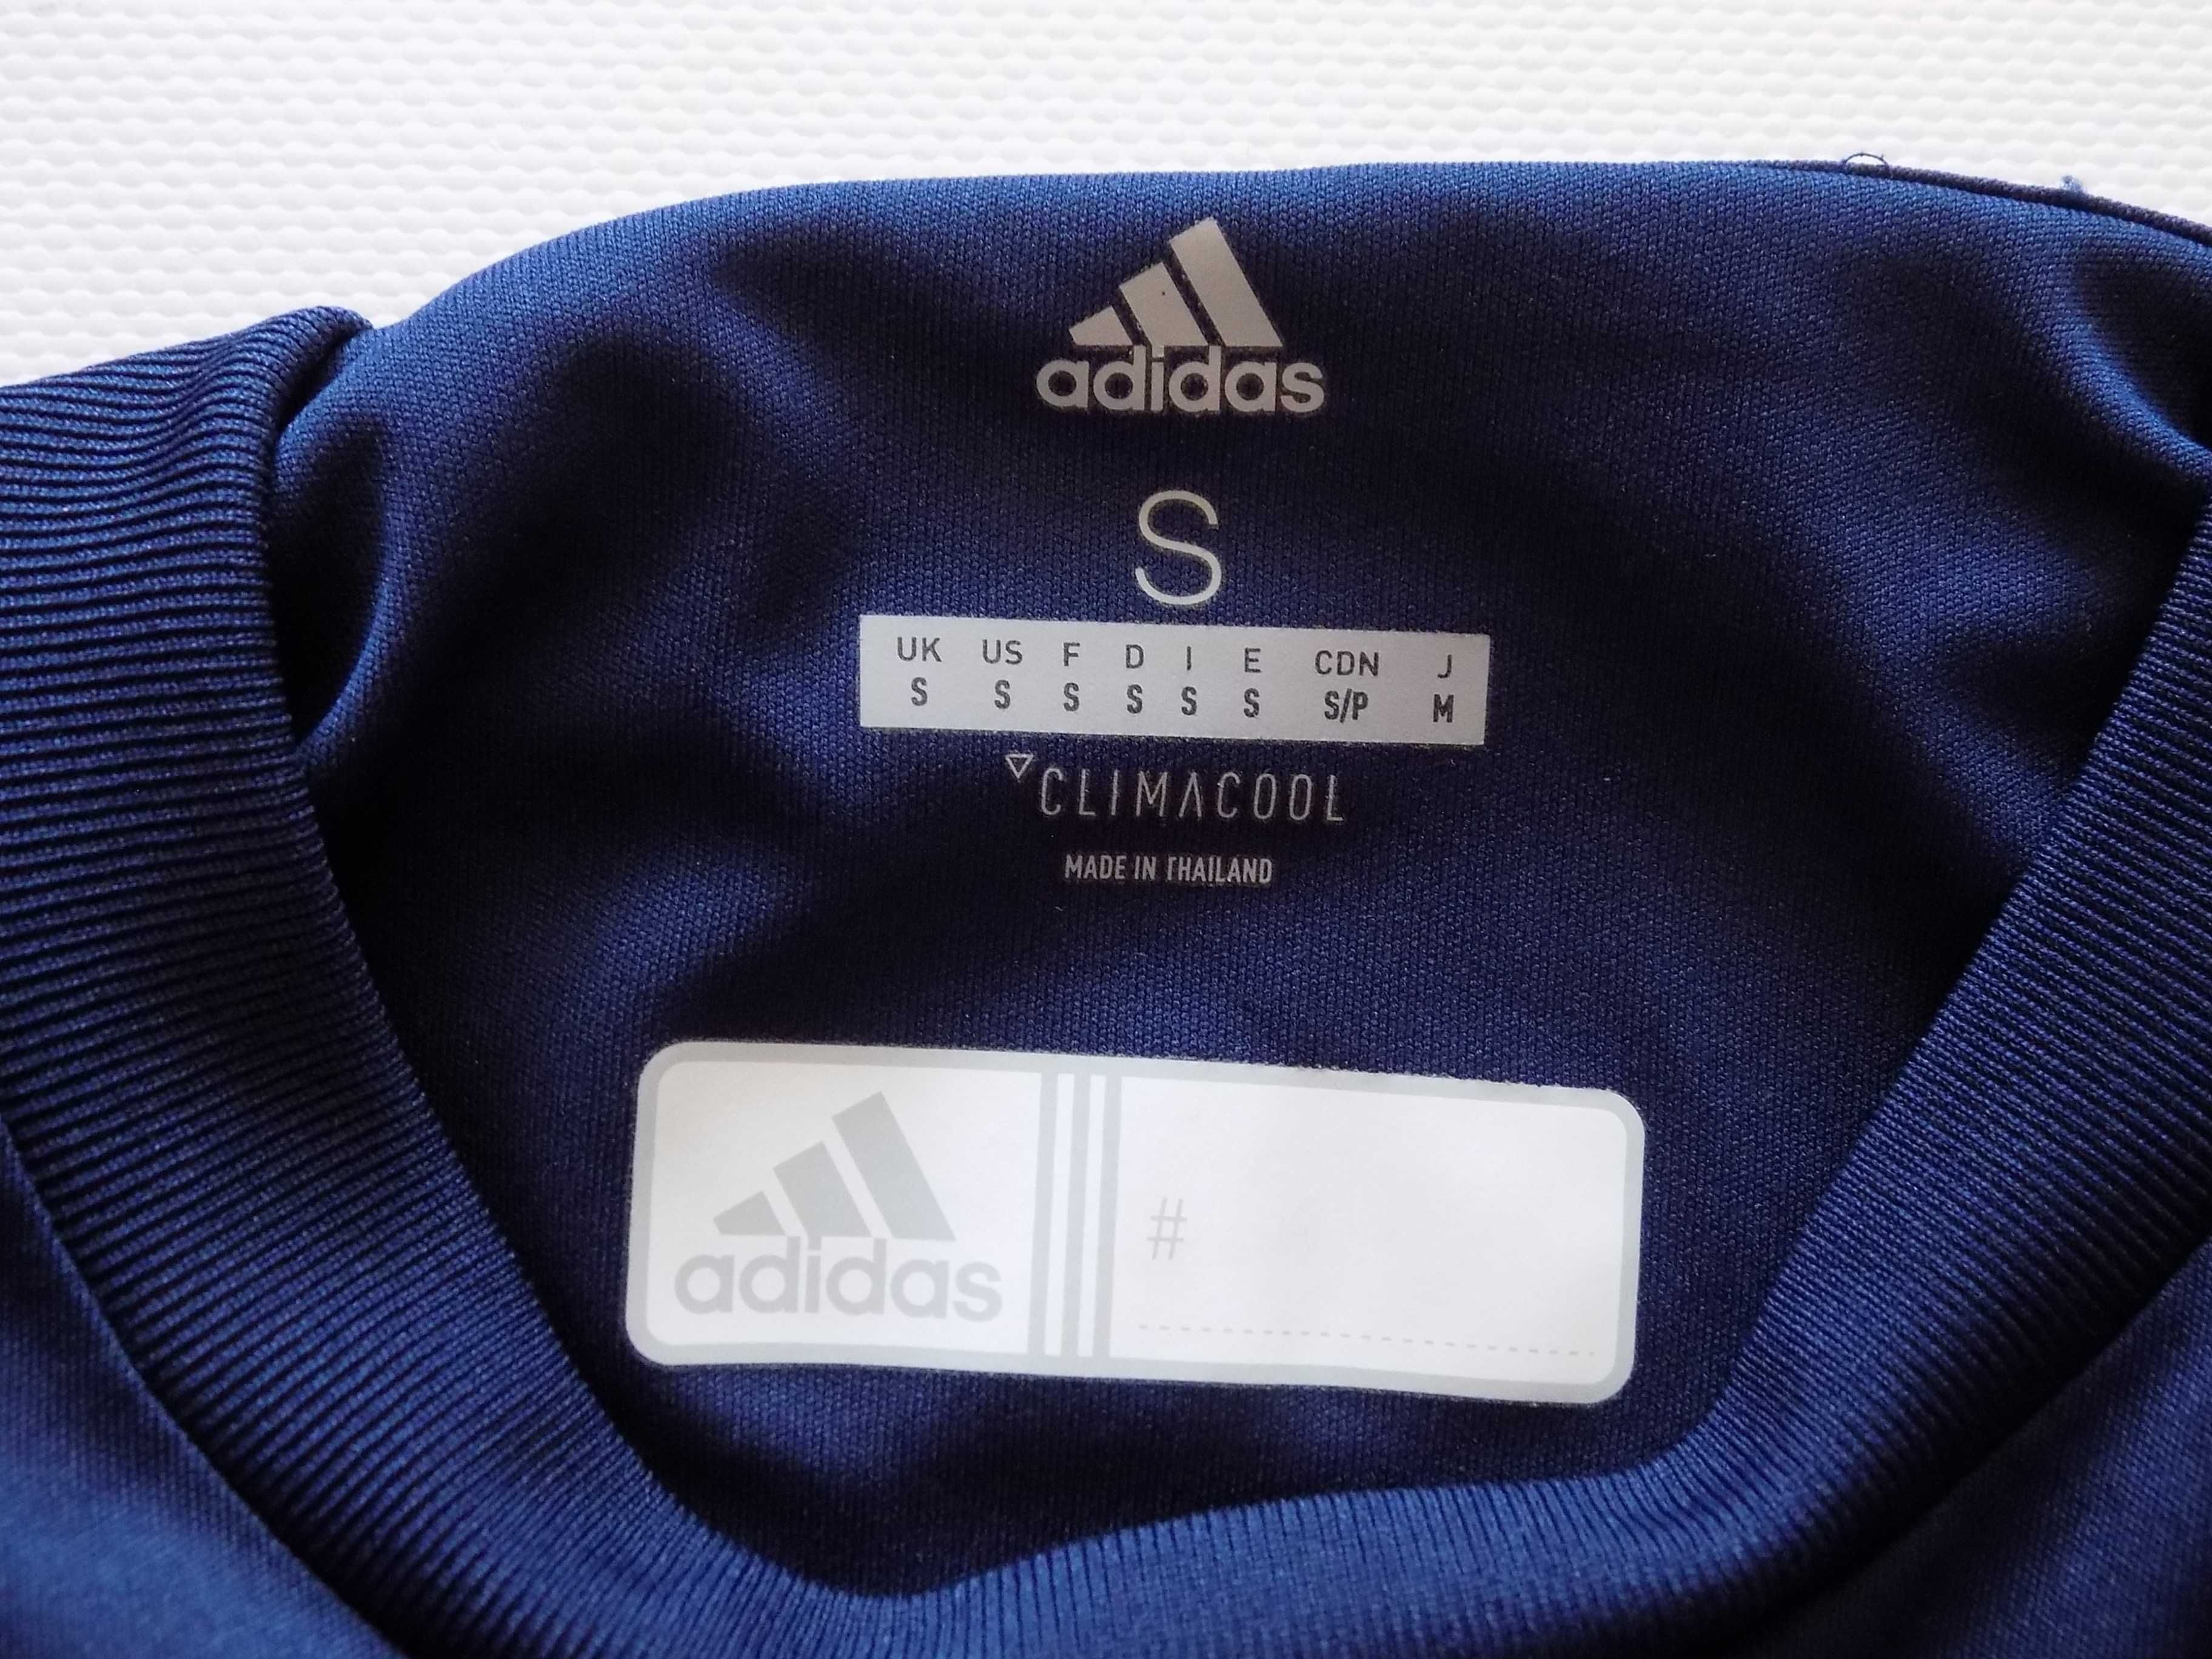 adidas
S
UK US F D I E CDN J
S S S S S S S/P M
CLIMACOOL
MADE IN THAILAND
adidas #